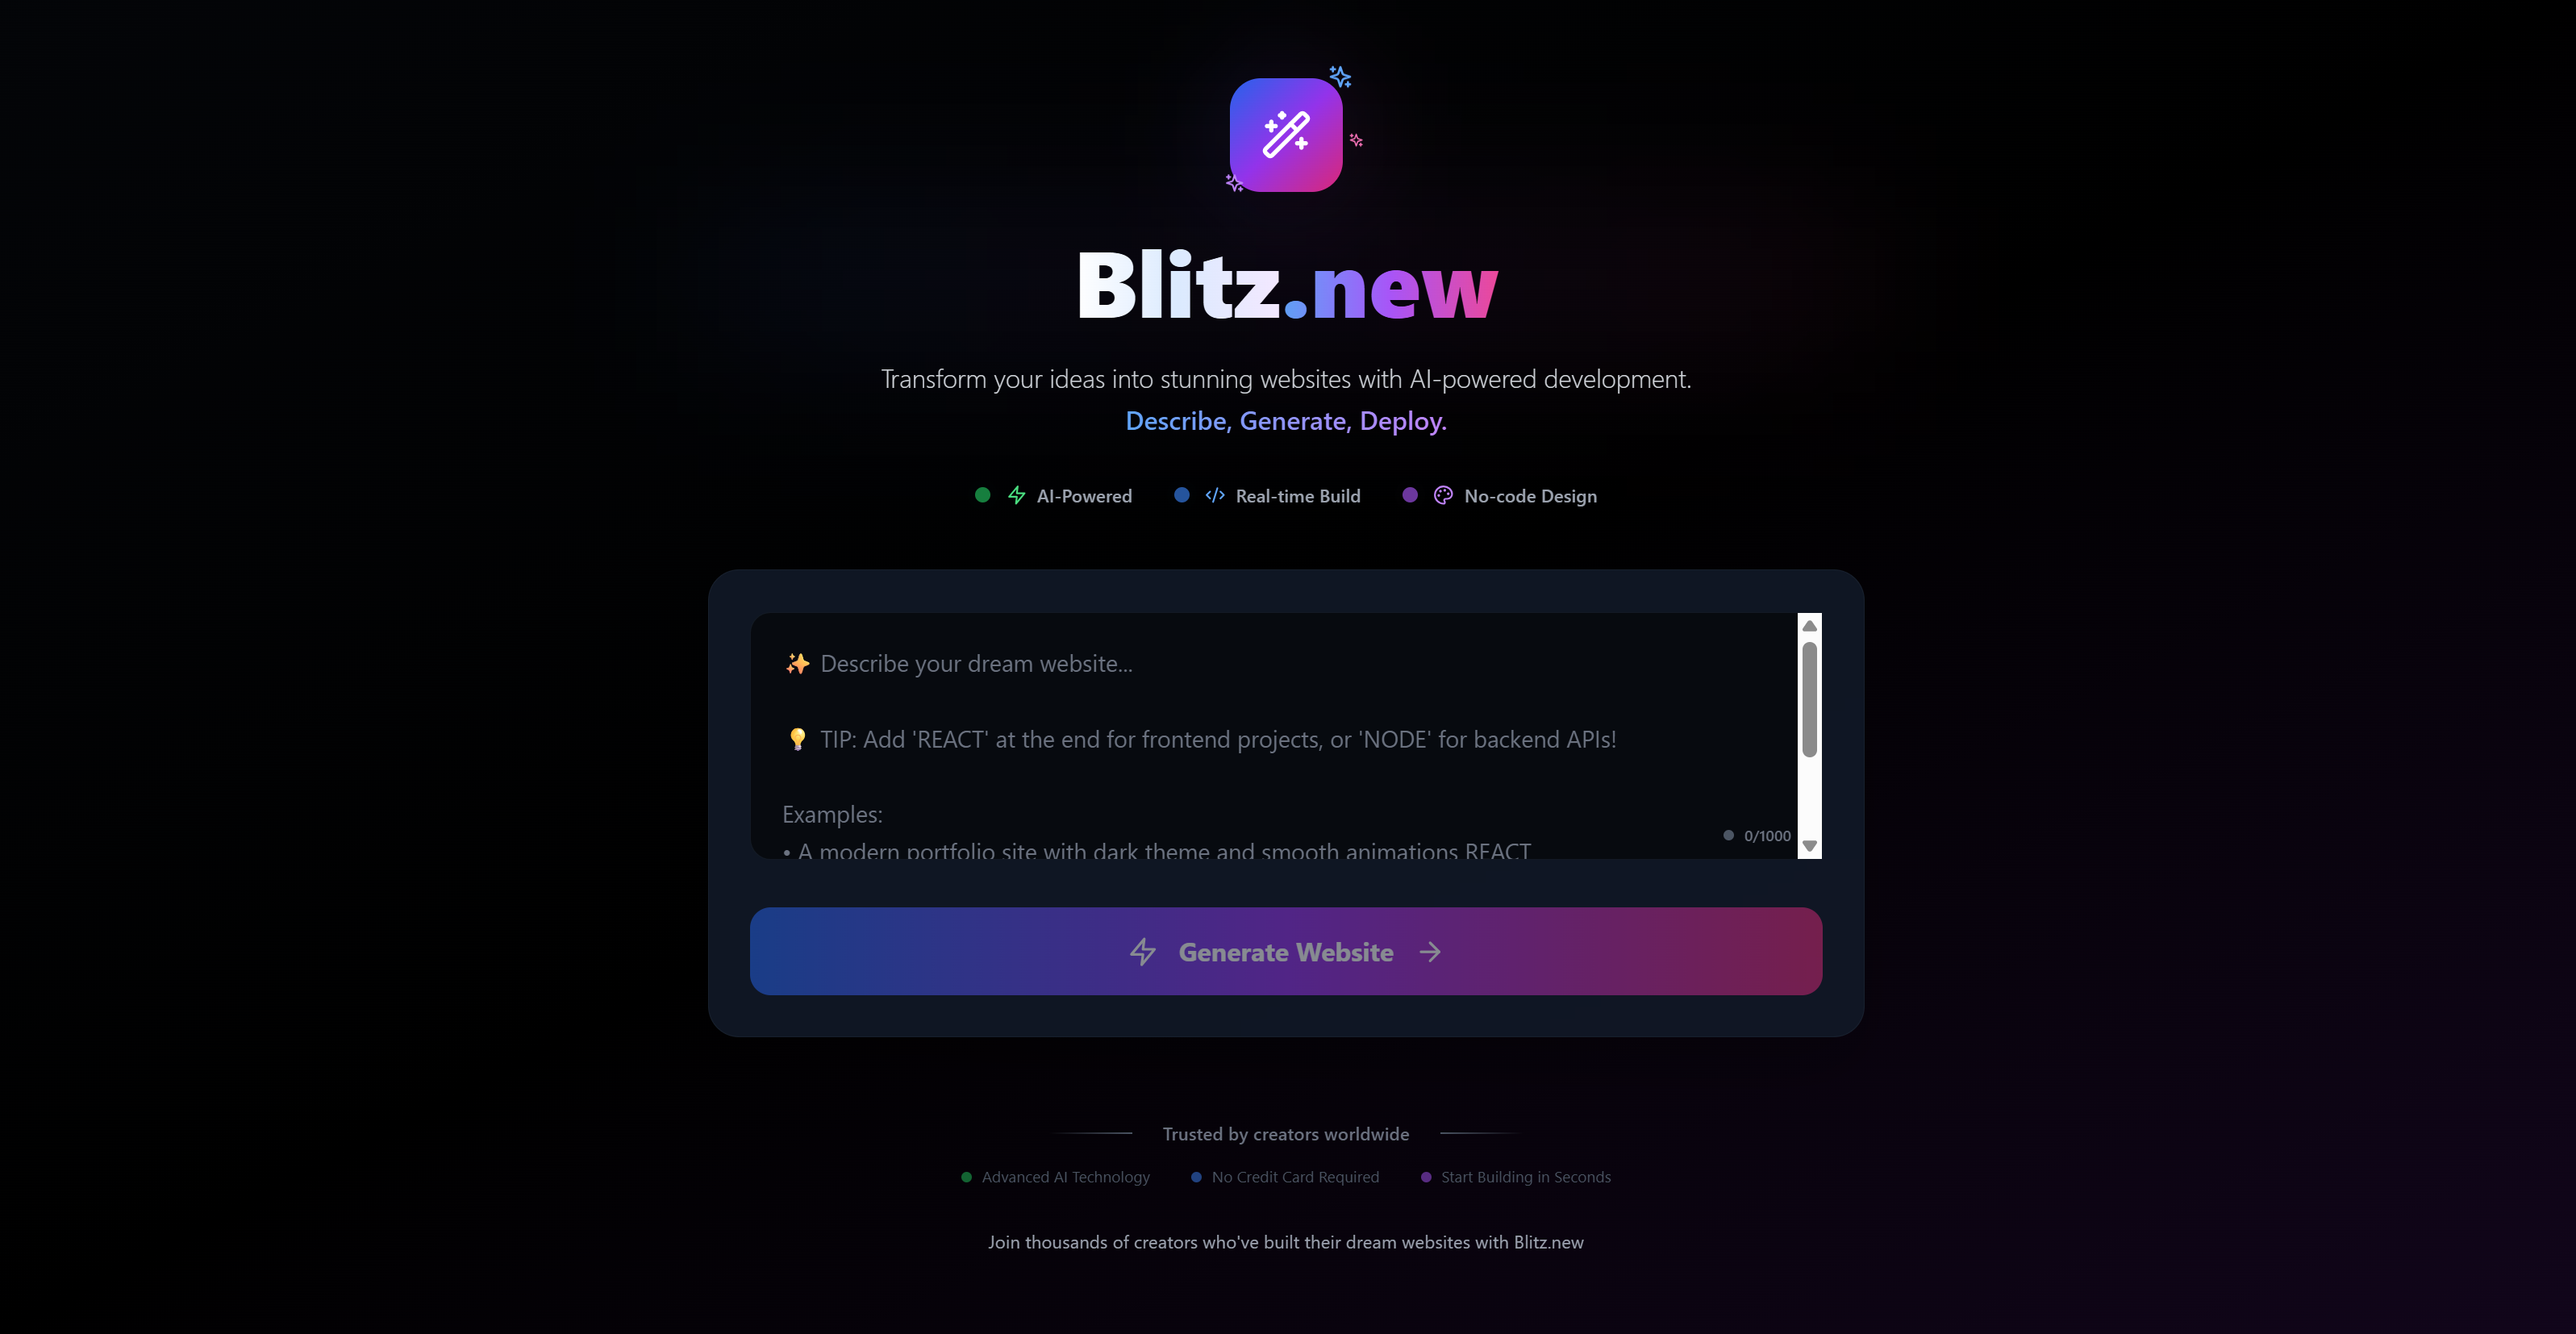 Blitz.new
Transform your ideas into stunning websites with AI-powered development.
Describe, Generate, Deploy.
AI-Powered
Real-time Build
No-code Design
✨ Describe your dream website...
💡 TIP: Add 'REACT' at the end for frontend projects, or 'NODE' for backend APIs!
Examples:
• A modern portfolio site with dark theme and smooth animations REACT
0/1000
Generate Website
Trusted by creators worldwide
Advanced AI Technology
No Credit Card Required
Start Building in Seconds
Join thousands of creators who've built their dream websites with Blitz.new